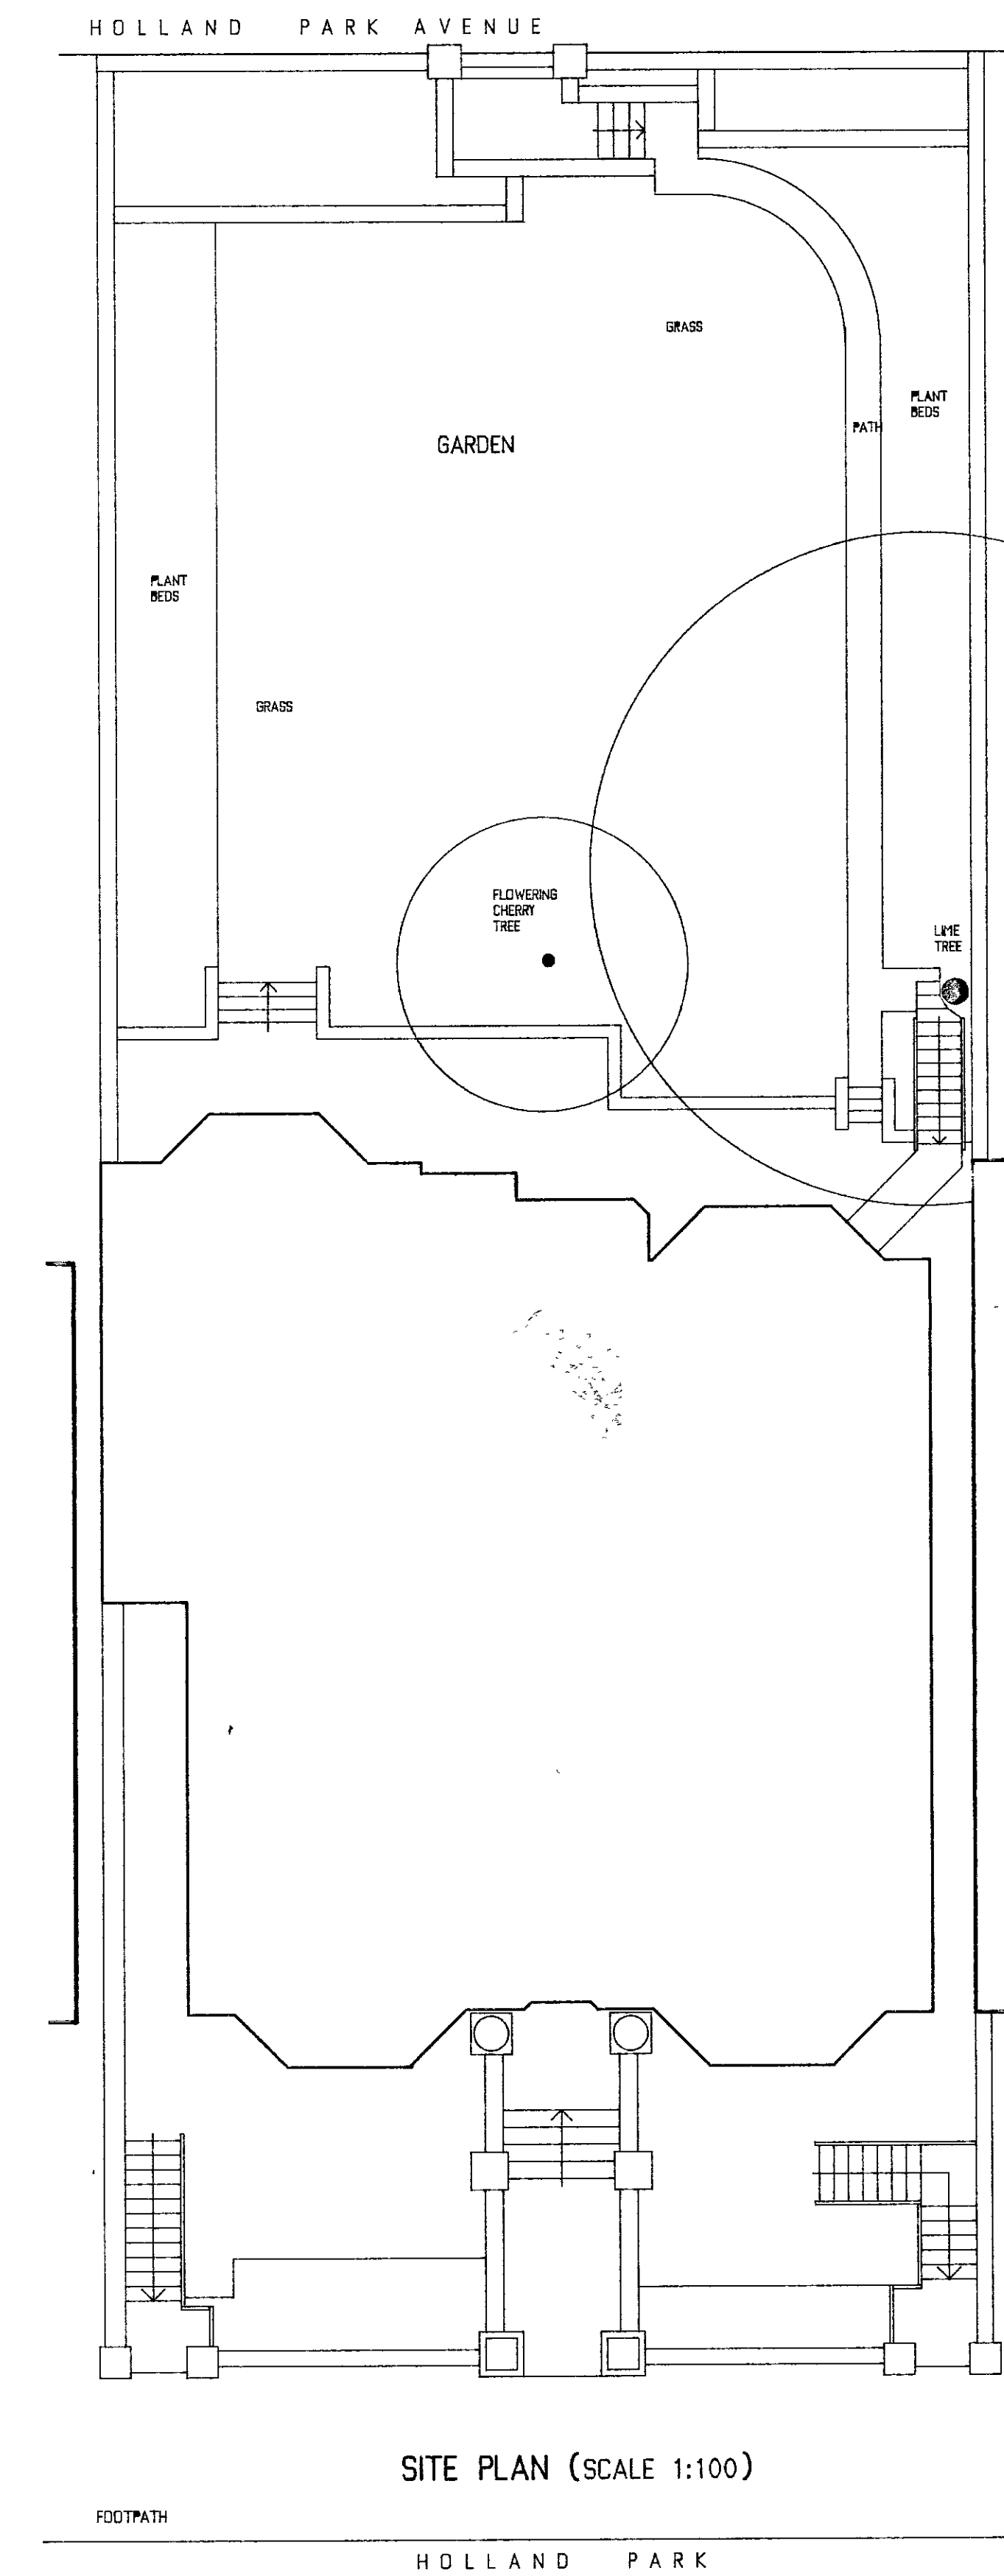 HOLLAND PARK AVENUE
GRASS
PLANT
BEDS
PATH
GARDEN
PLANT
BEDS
GRASS
FLOWERING
CHERRY
TREE
LIME
TREE
SITE PLAN (SCALE 1:100)
FOOTPATH
HOLLAND PARK